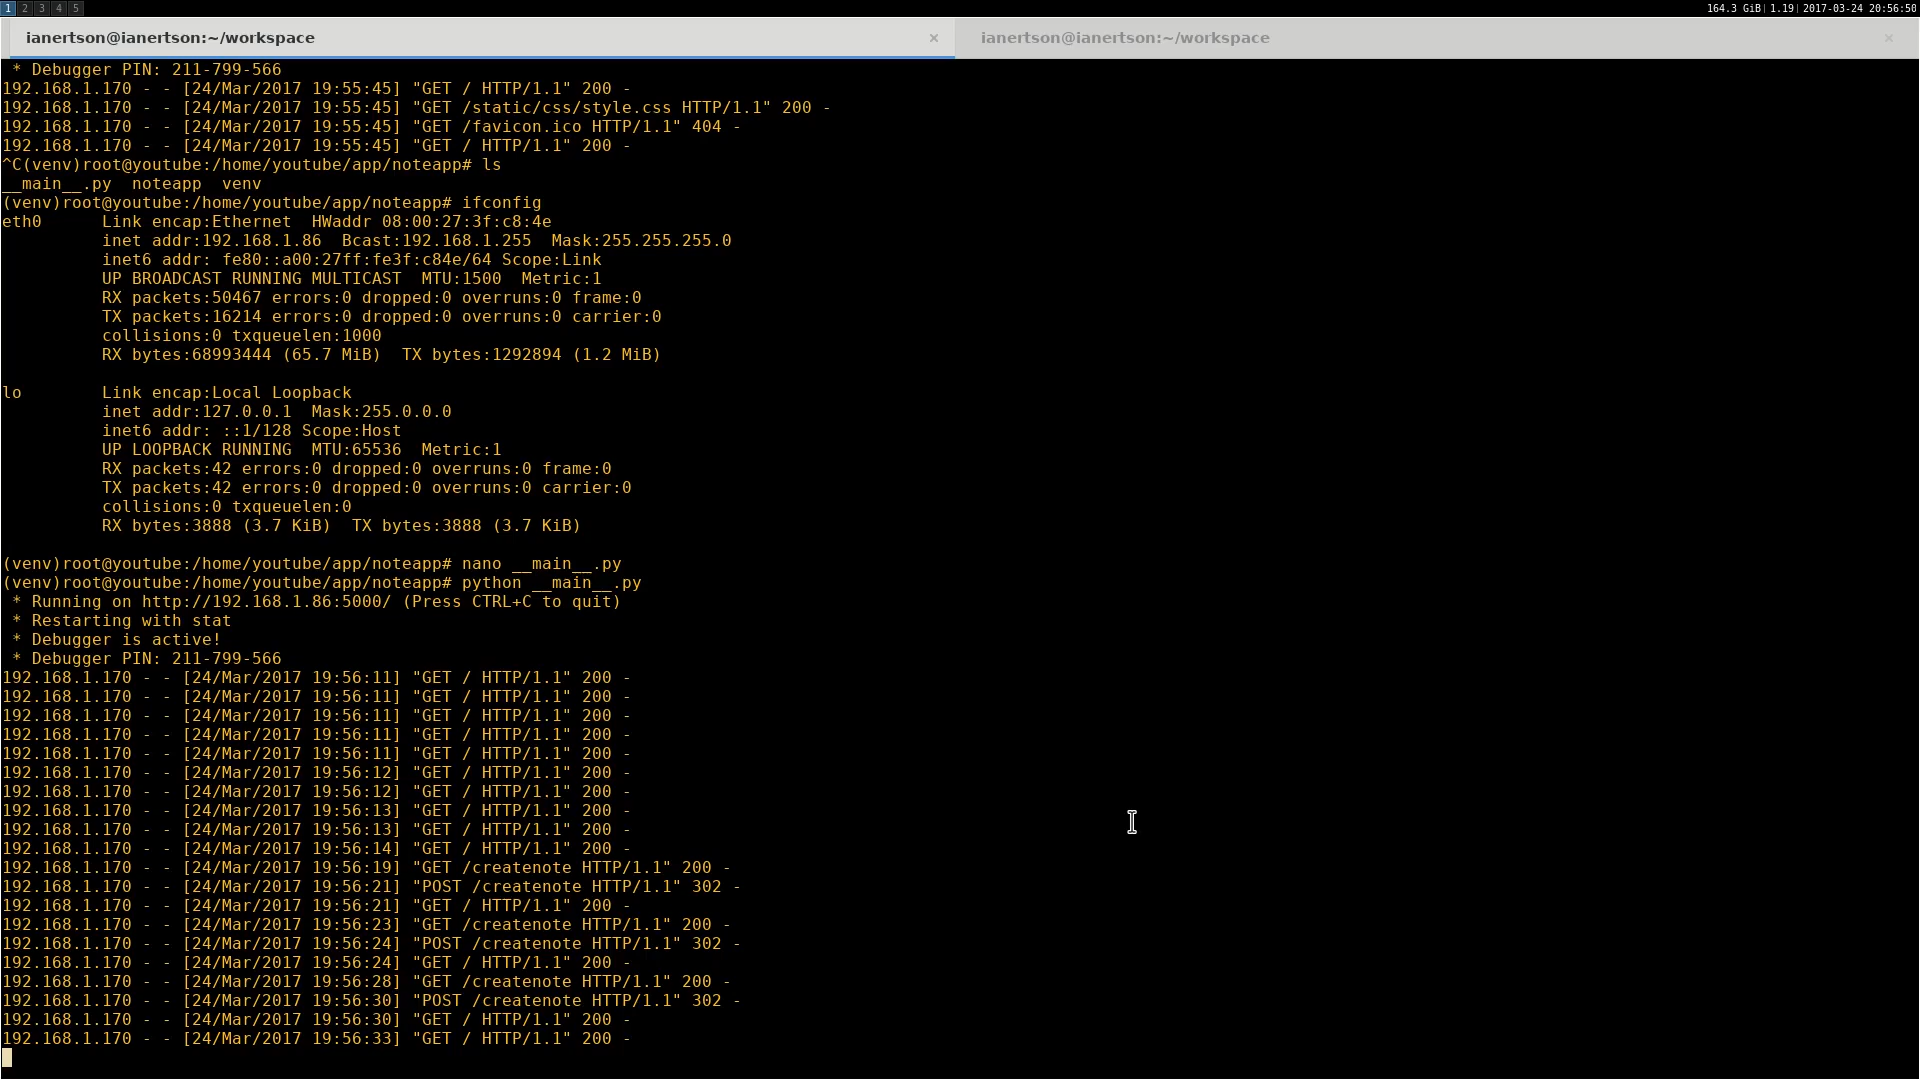 1 2 3 4 5 164.3 GiB| 1.19| 2017-03-24 20:56:50
ianertson@ianertson:~/workspace × ianertson@ianertson:~/workspace ×
 * Debugger PIN: 211-799-566
192.168.1.170 - - [24/Mar/2017 19:55:45] "GET / HTTP/1.1" 200 -
192.168.1.170 - - [24/Mar/2017 19:55:45] "GET /static/css/style.css HTTP/1.1" 200 -
192.168.1.170 - - [24/Mar/2017 19:55:45] "GET /favicon.ico HTTP/1.1" 404 -
192.168.1.170 - - [24/Mar/2017 19:55:45] "GET / HTTP/1.1" 200 -
^C(venv)root@youtube:/home/youtube/app/noteapp# ls
__main__.py  noteapp  venv
(venv)root@youtube:/home/youtube/app/noteapp# ifconfig
eth0      Link encap:Ethernet  HWaddr 08:00:27:3f:c8:4e
          inet addr:192.168.1.86  Bcast:192.168.1.255  Mask:255.255.255.0
          inet6 addr: fe80::a00:27ff:fe3f:c84e/64 Scope:Link
          UP BROADCAST RUNNING MULTICAST  MTU:1500  Metric:1
          RX packets:50467 errors:0 dropped:0 overruns:0 frame:0
          TX packets:16214 errors:0 dropped:0 overruns:0 carrier:0
          collisions:0 txqueuelen:1000
          RX bytes:68993444 (65.7 MiB)  TX bytes:1292894 (1.2 MiB)
lo        Link encap:Local Loopback
          inet addr:127.0.0.1  Mask:255.0.0.0
          inet6 addr: ::1/128 Scope:Host
          UP LOOPBACK RUNNING  MTU:65536  Metric:1
          RX packets:42 errors:0 dropped:0 overruns:0 frame:0
          TX packets:42 errors:0 dropped:0 overruns:0 carrier:0
          collisions:0 txqueuelen:0
          RX bytes:3888 (3.7 KiB)  TX bytes:3888 (3.7 KiB)
(venv)root@youtube:/home/youtube/app/noteapp# nano __main__.py
(venv)root@youtube:/home/youtube/app/noteapp# python __main__.py
 * Running on http://192.168.1.86:5000/ (Press CTRL+C to quit)
 * Restarting with stat
 * Debugger is active!
 * Debugger PIN: 211-799-566
192.168.1.170 - - [24/Mar/2017 19:56:11] "GET / HTTP/1.1" 200 -
192.168.1.170 - - [24/Mar/2017 19:56:11] "GET / HTTP/1.1" 200 -
192.168.1.170 - - [24/Mar/2017 19:56:11] "GET / HTTP/1.1" 200 -
192.168.1.170 - - [24/Mar/2017 19:56:11] "GET / HTTP/1.1" 200 -
192.168.1.170 - - [24/Mar/2017 19:56:11] "GET / HTTP/1.1" 200 -
192.168.1.170 - - [24/Mar/2017 19:56:12] "GET / HTTP/1.1" 200 -
192.168.1.170 - - [24/Mar/2017 19:56:12] "GET / HTTP/1.1" 200 -
192.168.1.170 - - [24/Mar/2017 19:56:13] "GET / HTTP/1.1" 200 -
192.168.1.170 - - [24/Mar/2017 19:56:13] "GET / HTTP/1.1" 200 -
192.168.1.170 - - [24/Mar/2017 19:56:14] "GET / HTTP/1.1" 200 -
192.168.1.170 - - [24/Mar/2017 19:56:19] "GET /createnote HTTP/1.1" 200 -
192.168.1.170 - - [24/Mar/2017 19:56:21] "POST /createnote HTTP/1.1" 302 -
192.168.1.170 - - [24/Mar/2017 19:56:21] "GET / HTTP/1.1" 200 -
192.168.1.170 - - [24/Mar/2017 19:56:23] "GET /createnote HTTP/1.1" 200 -
192.168.1.170 - - [24/Mar/2017 19:56:24] "POST /createnote HTTP/1.1" 302 -
192.168.1.170 - - [24/Mar/2017 19:56:24] "GET / HTTP/1.1" 200 -
192.168.1.170 - - [24/Mar/2017 19:56:28] "GET /createnote HTTP/1.1" 200 -
192.168.1.170 - - [24/Mar/2017 19:56:30] "POST /createnote HTTP/1.1" 302 -
192.168.1.170 - - [24/Mar/2017 19:56:30] "GET / HTTP/1.1" 200 -
192.168.1.170 - - [24/Mar/2017 19:56:33] "GET / HTTP/1.1" 200 -